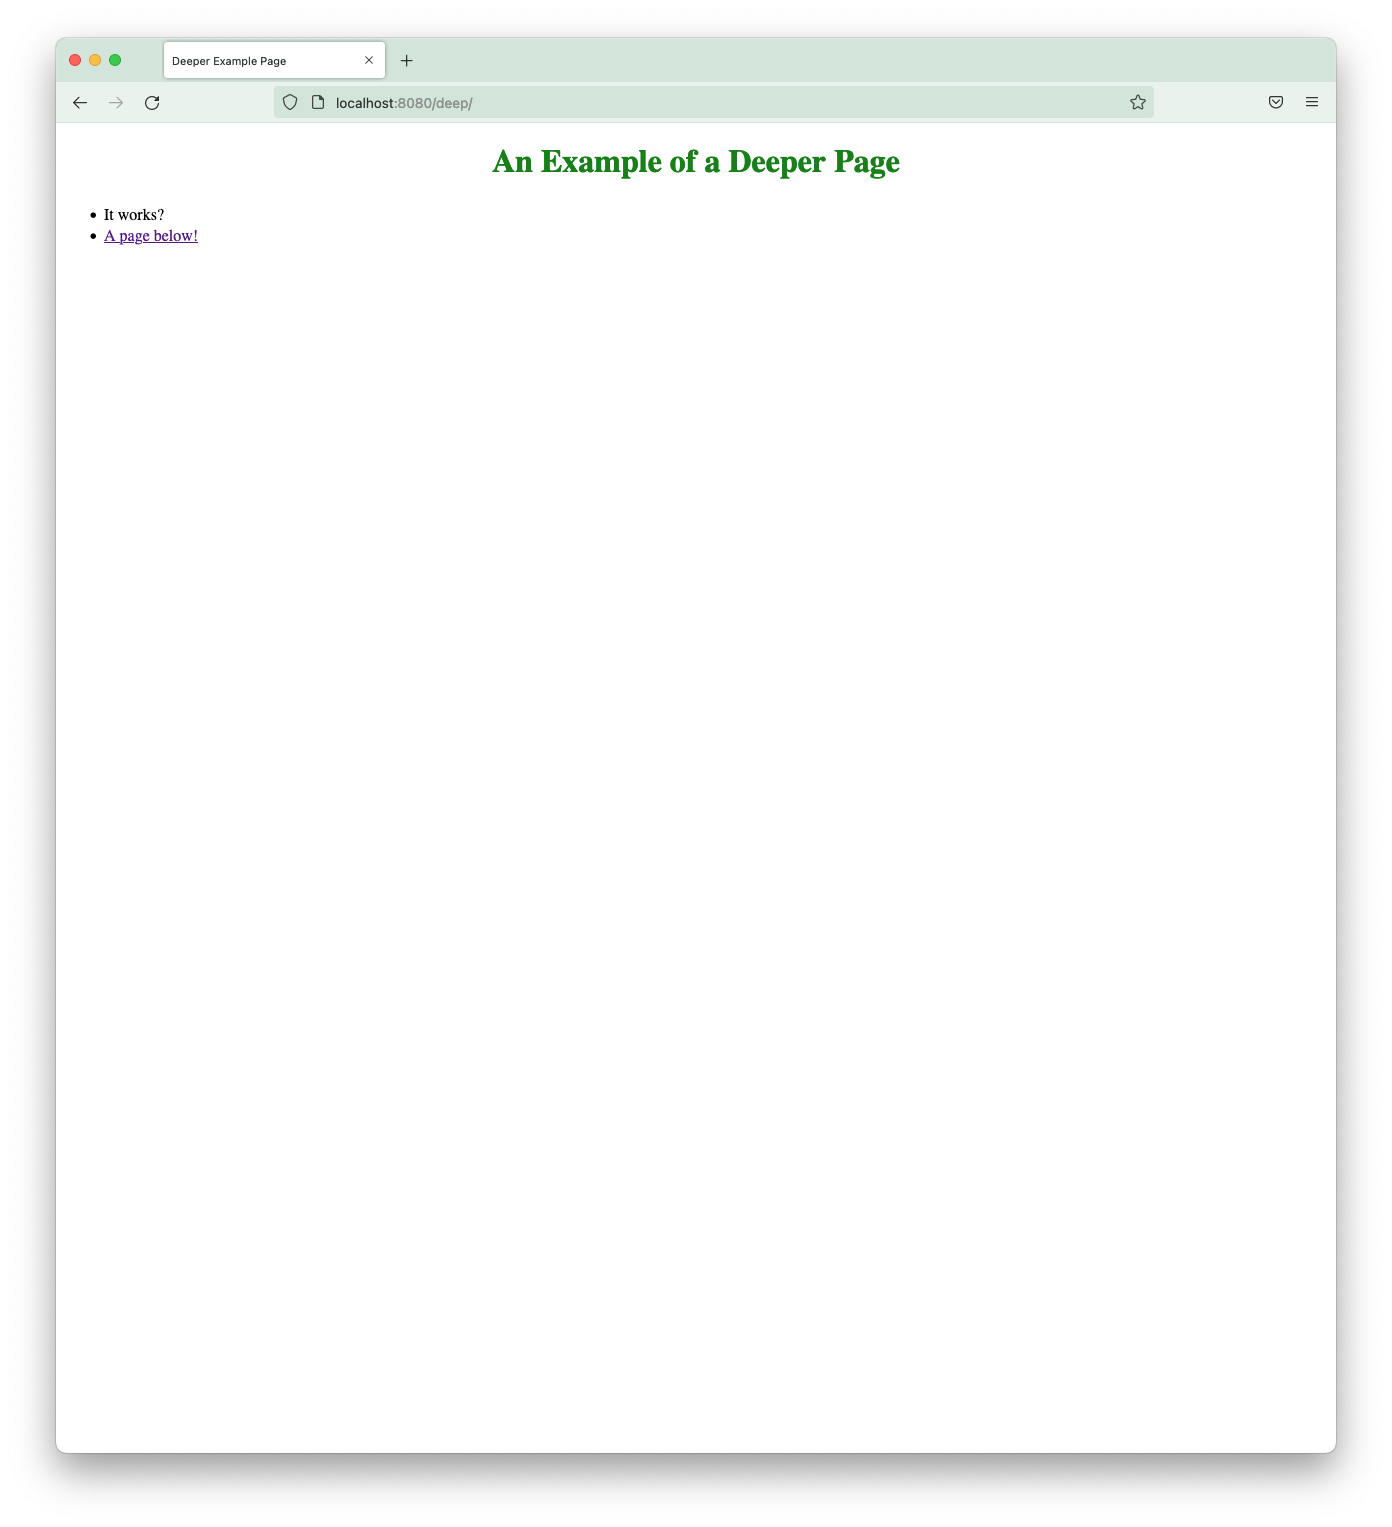 Deeper Example Page
localhost:8080/deep/
An Example of a Deeper Page
It works?
A page below!